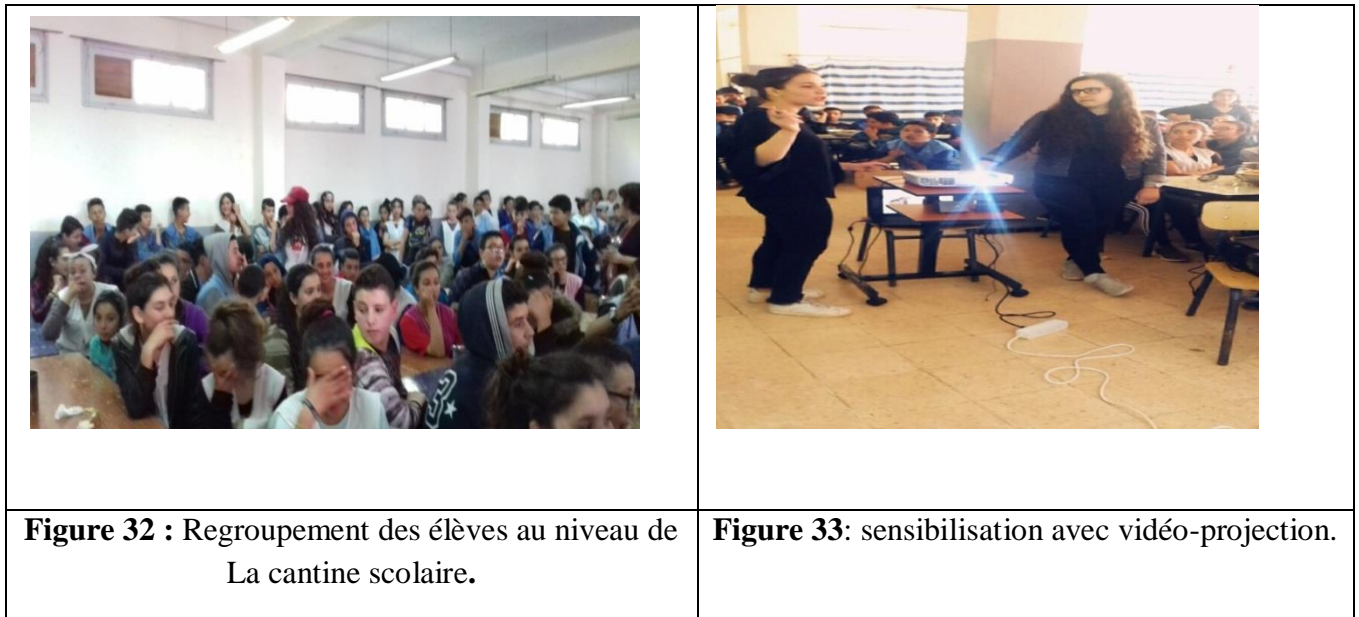 Figure 32 : Regroupement des élèves au niveau de
La cantine scolaire.
Figure 33: sensibilisation avec vidéo-projection.